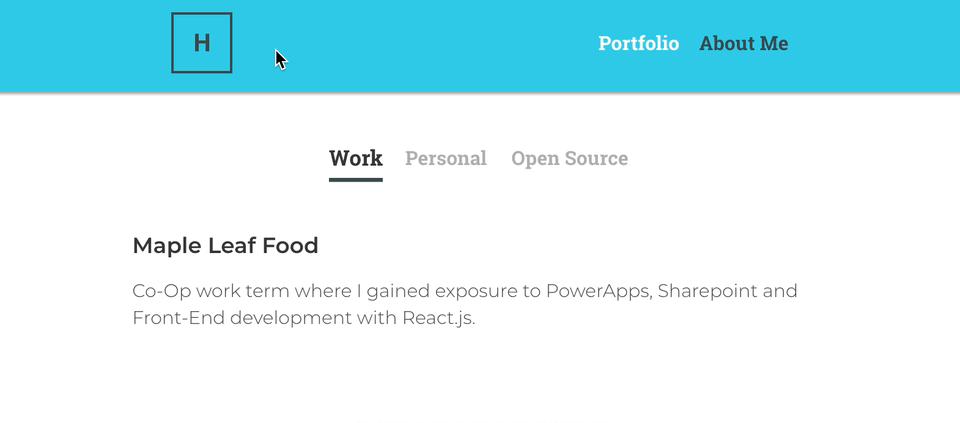 H
Portfolio About Me
Work Personal Open Source
Maple Leaf Food
Co-Op work term where I gained exposure to PowerApps, Sharepoint and
Front-End development with React.js.